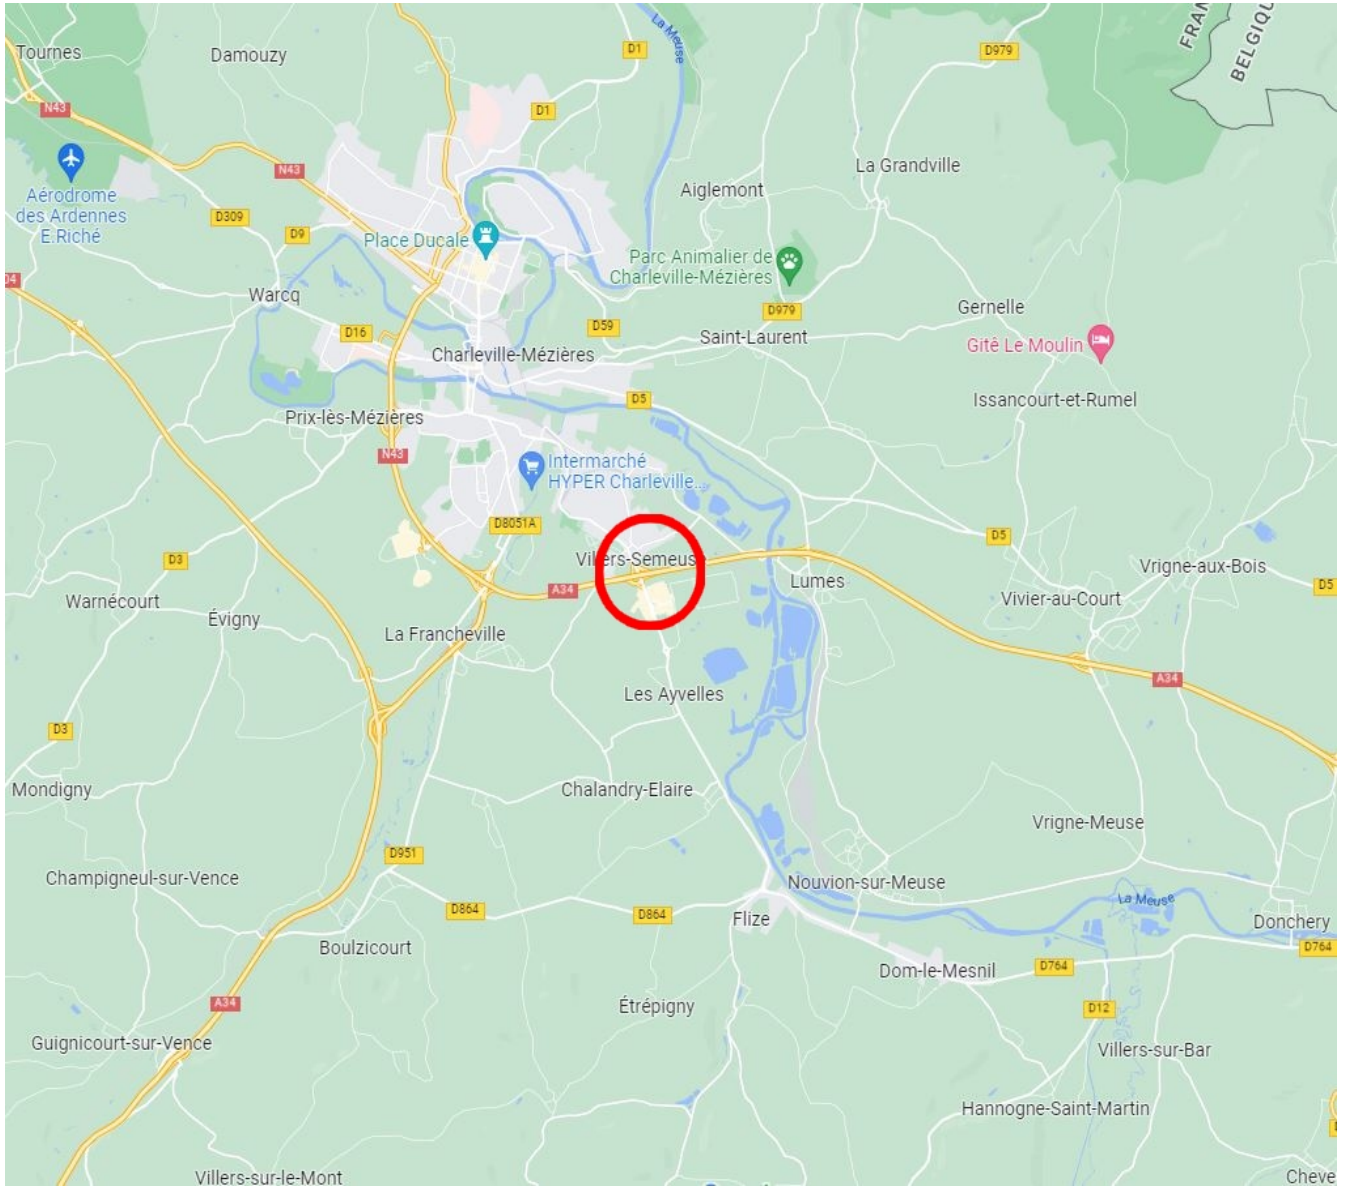 La Meuse
FRAN
BELGIQU
Tournes
Damouzy
D1
D979
N43
D1
N43
La Grandville
Aiglemont
Aérodrome
des Ardennes
E.Riché
D309
D9
Place Ducale
Parc Animalier de
Charleville-Mézières
04
Warcq
D979
Gernelle
D16
D59
Saint-Laurent
Gîte Le Moulin
Charleville-Mézières
D5
Issancourt-et-Rumel
Prix-lès-Mézières
N43
Intermarché
HYPER Charleville...
D8051A
D5
D3
Villers-Semeuse
Vrigne-aux-Bois
Lumes
D5
A34
Vivier-au-Court
Warnécourt
Évigny
La Francheville
A34
Les Ayvelles
D3
Mondigny
Chalandry-Elaire
Vrigne-Meuse
D951
Champigneul-sur-Vence
Nouvion-sur-Meuse
La Meuse
D864
D864
Flize
Donchery
Boulzicourt
D764
Dom-le-Mesnil
D764
A34
Étrépigny
D12
Guignicourt-sur-Vence
Villers-sur-Bar
Hannogne-Saint-Martin
Villers-sur-le-Mont
Cheve